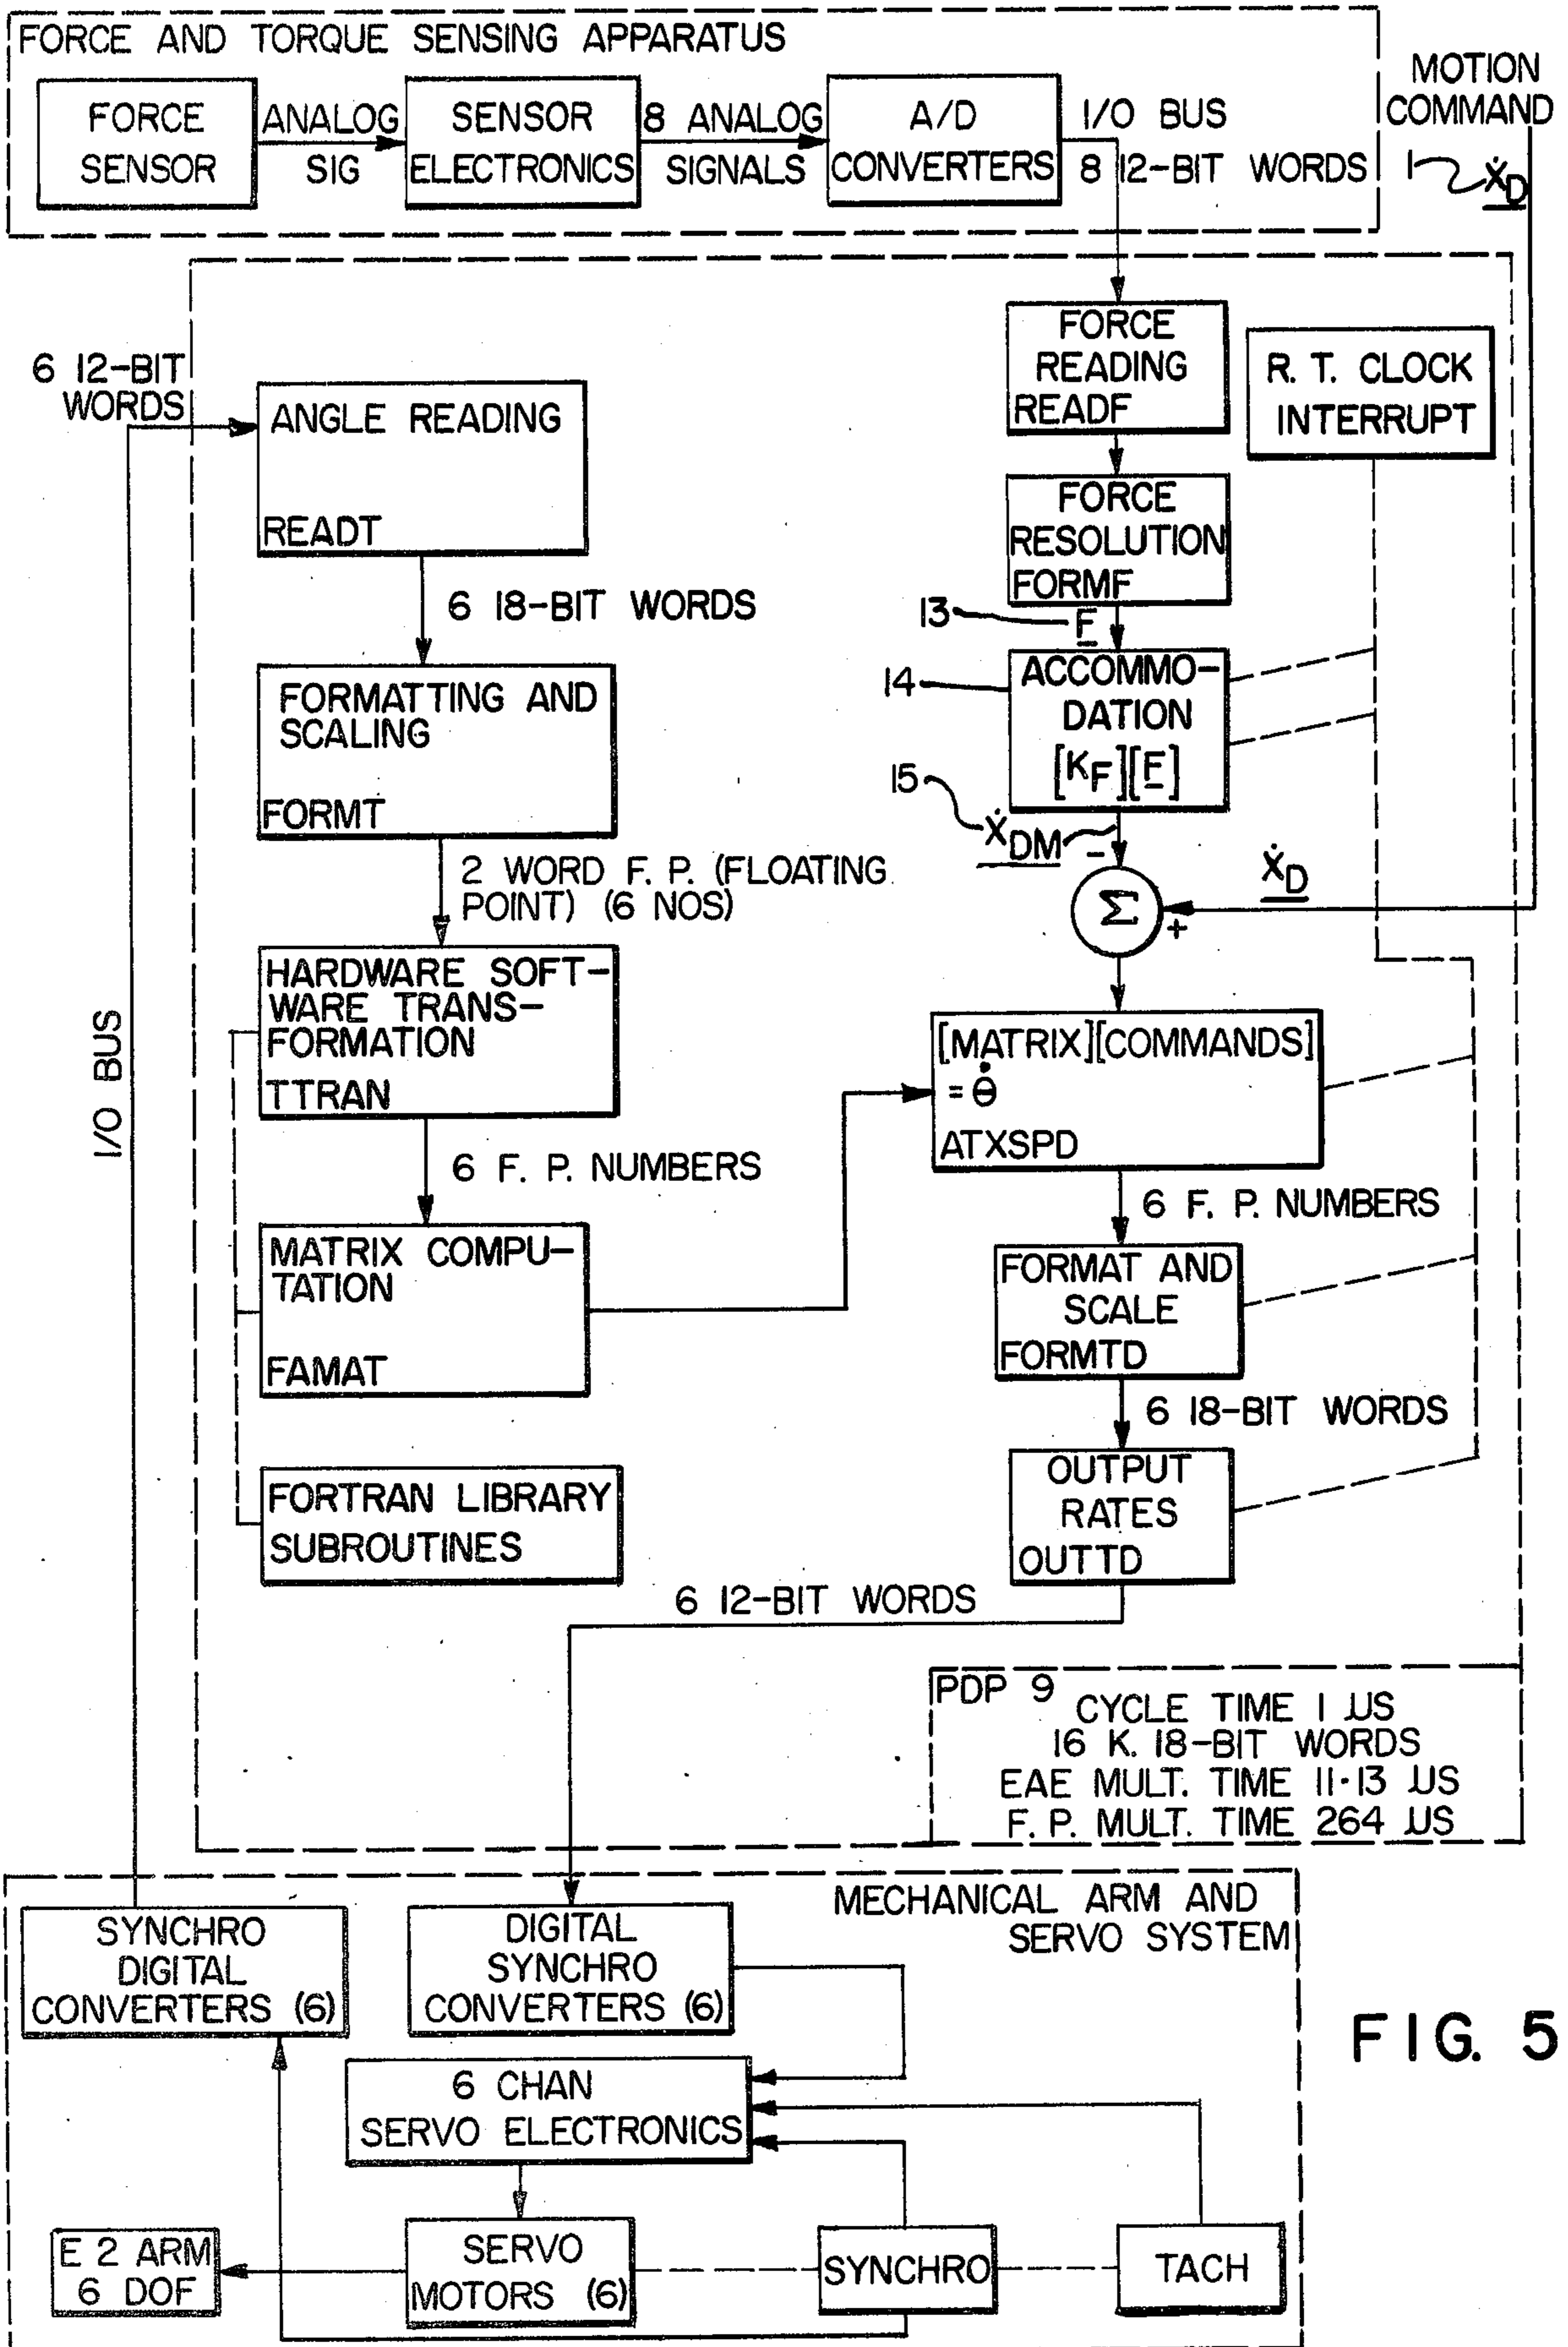 FORCE AND TORQUE SENSING APPARATUS
FORCE
SENSOR
ANALOG
SIG
SENSOR
ELECTRONICS
8 ANALOG
SIGNALS
A/D
CONVERTERS
I/O BUS
8 12-BIT WORDS
MOTION
COMMAND
1
Ẋ_D
6 12-BIT
WORDS
ANGLE READING
READT
6 18-BIT WORDS
FORMATTING AND
SCALING
FORMT
2 WORD F. P. (FLOATING
POINT) (6 NOS)
HARDWARE SOFT-
WARE TRANS-
FORMATION
TTRAN
6 F. P. NUMBERS
MATRIX COMPU-
TATION
FAMAT
FORTRAN LIBRARY
SUBROUTINES
I/O BUS
FORCE
READING
READF
R. T. CLOCK
INTERRUPT
FORCE
RESOLUTION
FORMF
13
F
14
ACCOMMO-
DATION
[K_F][F]
15
Ẋ_DM
-
Σ
+
Ẋ_D
[MATRIX][COMMANDS]
= θ̇
ATXSPD
6 F. P. NUMBERS
FORMAT AND
SCALE
FORMTD
6 18-BIT WORDS
OUTPUT
RATES
OUTTD
6 12-BIT WORDS
PDP 9
CYCLE TIME 1 µS
16 K. 18-BIT WORDS
EAE MULT. TIME 11·13 µS
F. P. MULT. TIME 264 µS
MECHANICAL ARM AND
SERVO SYSTEM
SYNCHRO
DIGITAL
CONVERTERS (6)
DIGITAL
SYNCHRO
CONVERTERS (6)
6 CHAN
SERVO ELECTRONICS
E 2 ARM
6 DOF
SERVO
MOTORS (6)
SYNCHRO
TACH
FIG. 5